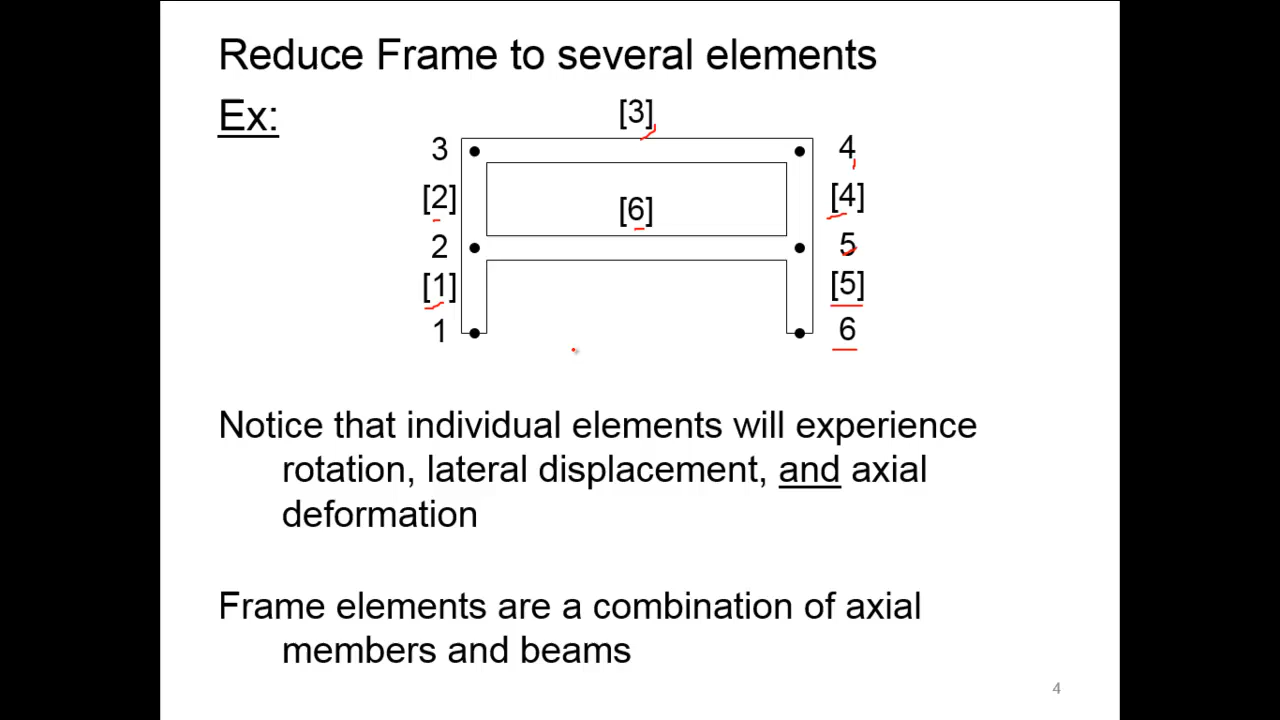 Reduce Frame to several elements
Ex:
[3]
3
4
[2]
[4]
[6]
2
5
[1]
[5]
1
6
Notice that individual elements will experience
rotation, lateral displacement, and axial
deformation
Frame elements are a combination of axial
members and beams
4